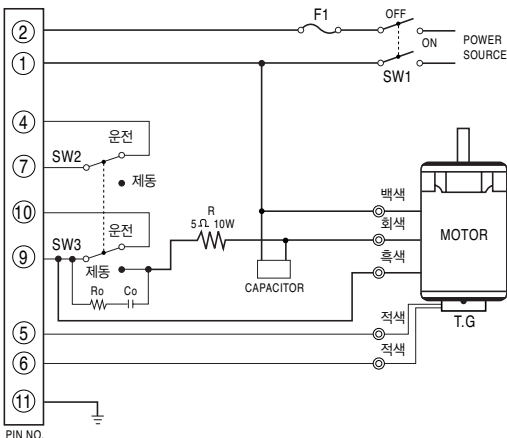 F1
OFF
ON
POWER
SOURCE
SW1
②
①
④
⑦
⑩
⑨
⑤
⑥
⑪
PIN NO.
운전
SW2
제동
운전
SW3
제동
Ro
Co
R
5Ω 10W
CAPACITOR
백색
회색
흑색
적색
적색
MOTOR
T.G